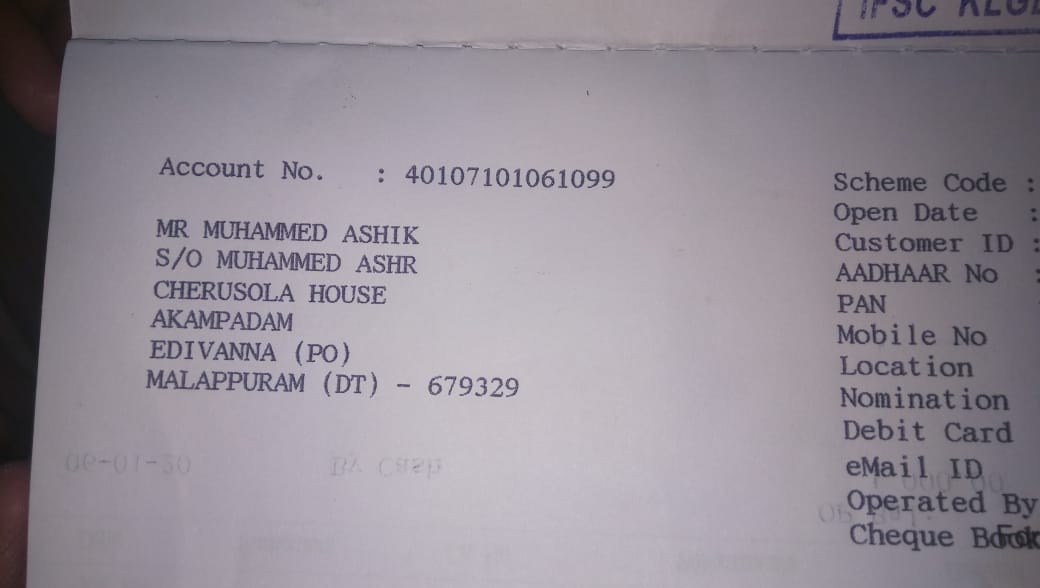 IFSC KLG
Account No. : 40107101061099
MR MUHAMMED ASHIK
S/O MUHAMMED ASHR
CHERUSOLA HOUSE
AKAMPADAM
EDIVANNA (PO)
MALAPPURAM (DT) - 679329
Scheme Code :
Open Date :
Customer ID :
AADHAAR No :
PAN
Mobile No
Location
Nomination
Debit Card
eMail ID
Operated By
Cheque Book